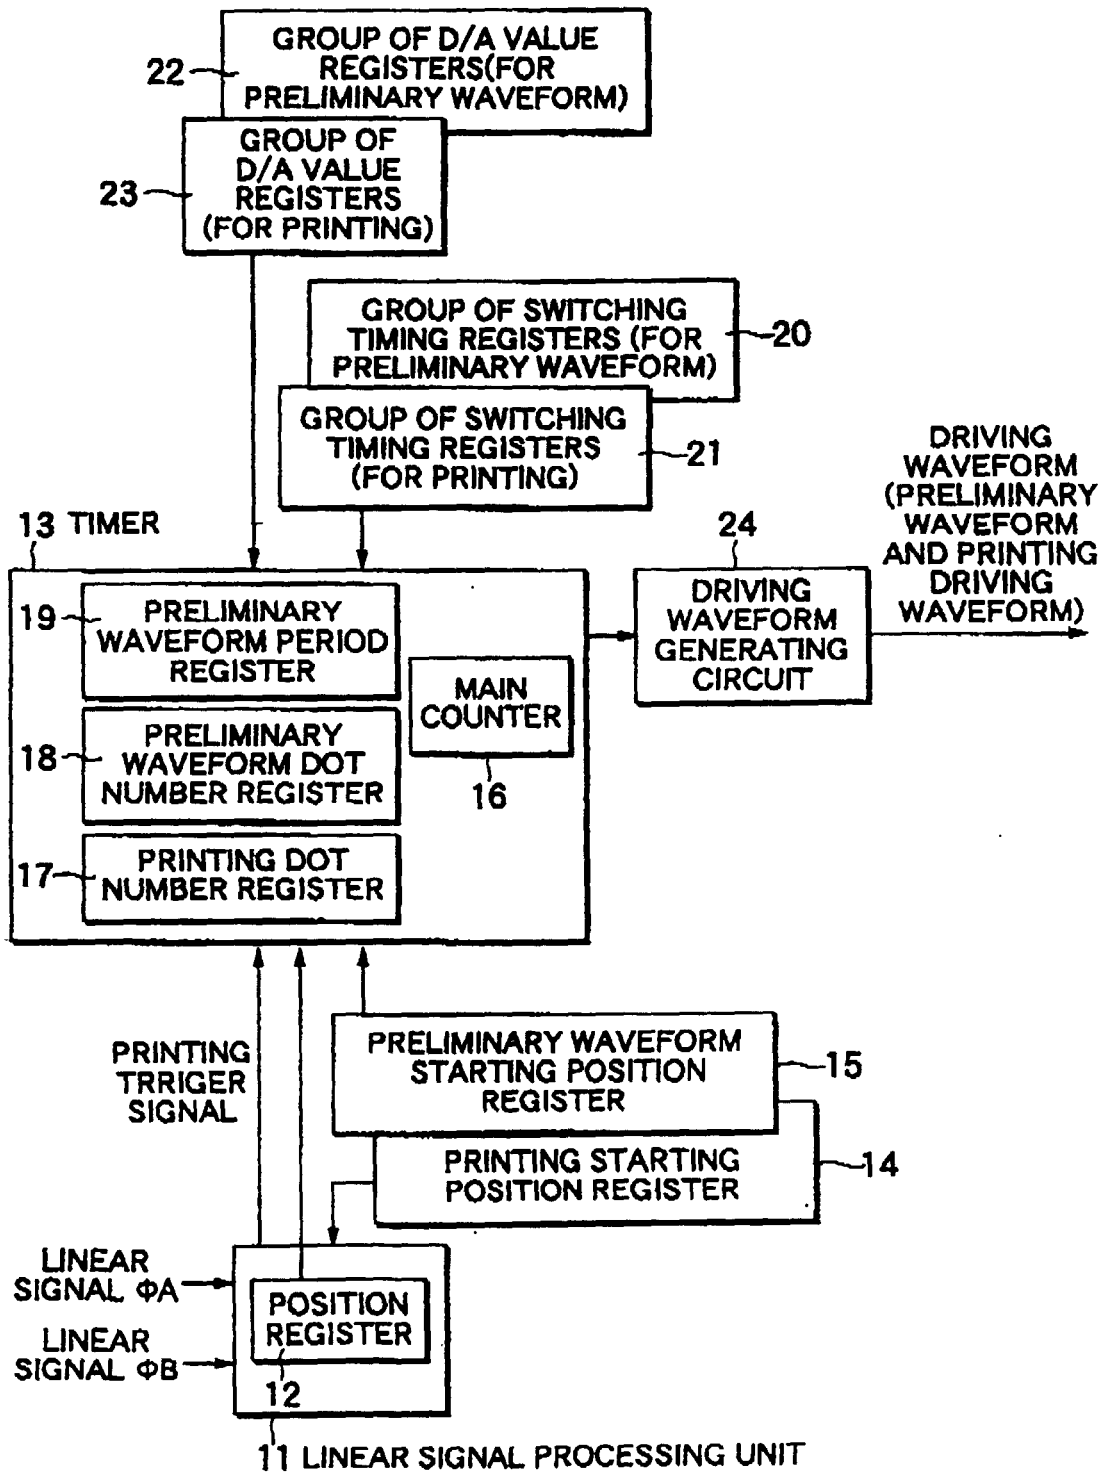 GROUP OF D/A VALUE
REGISTERS(FOR
PRELIMINARY WAVEFORM)
22
GROUP OF
D/A VALUE
REGISTERS
(FOR PRINTING)
23
GROUP OF SWITCHING
TIMING REGISTERS (FOR
PRELIMINARY WAVEFORM)
20
GROUP OF SWITCHING
TIMING REGISTERS
(FOR PRINTING)
21
DRIVING
WAVEFORM
(PRELIMINARY
WAVEFORM
AND PRINTING
DRIVING
WAVEFORM)
13 TIMER
24
DRIVING
WAVEFORM
GENERATING
CIRCUIT
19
PRELIMINARY
WAVEFORM PERIOD
REGISTER
MAIN
COUNTER
16
18
PRELIMINARY
WAVEFORM DOT
NUMBER REGISTER
17
PRINTING DOT
NUMBER REGISTER
PRINTING
TRRIGER
SIGNAL
PRELIMINARY WAVEFORM
STARTING POSITION
REGISTER
15
PRINTING STARTING
POSITION REGISTER
14
LINEAR
SIGNAL ΦA
LINEAR
SIGNAL ΦB
POSITION
REGISTER
12
11 LINEAR SIGNAL PROCESSING UNIT